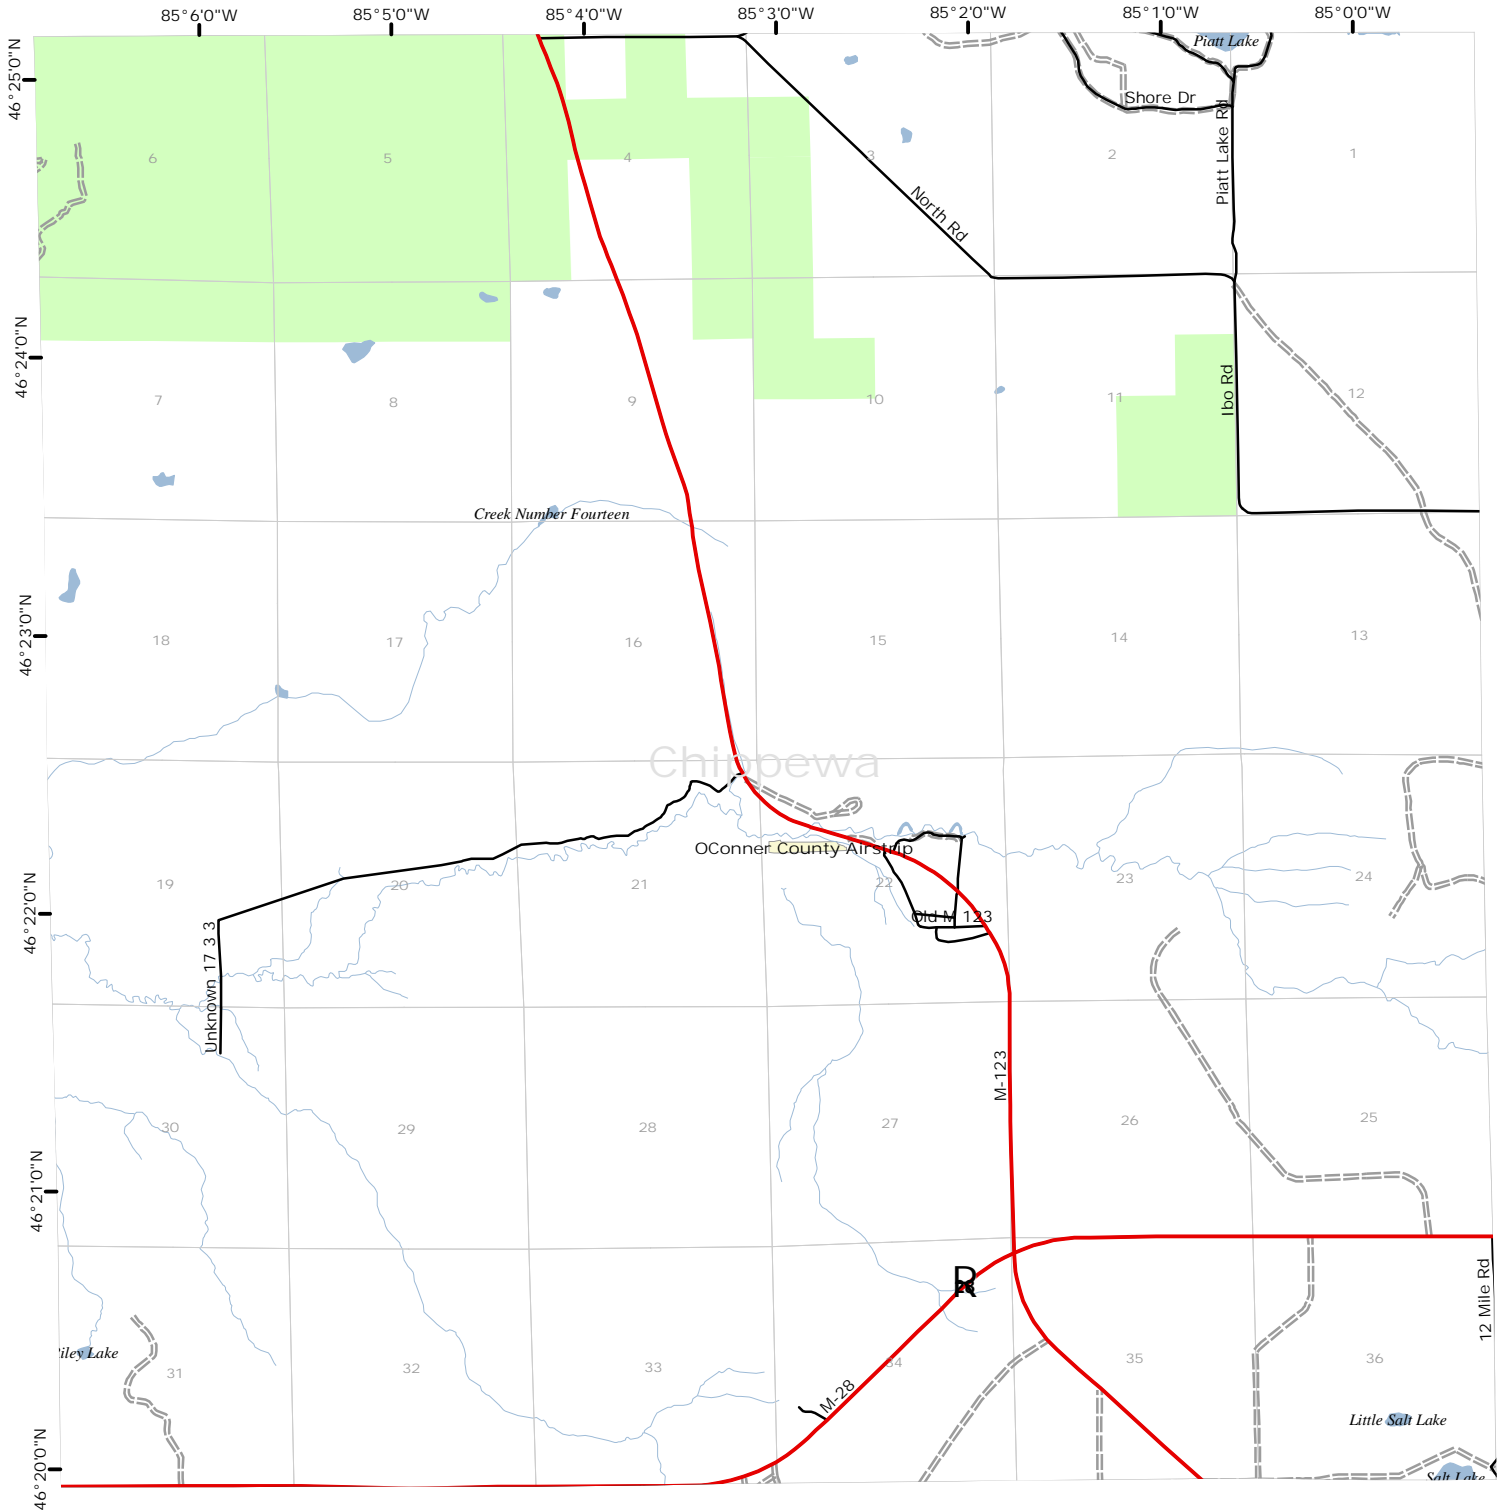 85°6'0"W
85°5'0"W
85°4'0"W
85°3'0"W
85°2'0"W
85°1'0"W
85°0'0"W
46°25'0"N
46°24'0"N
46°23'0"N
46°22'0"N
46°21'0"N
46°20'0"N
Piatt Lake
Shore Dr
Piatt Lake Rd
6
5
4
3
2
1
North Rd
Ibo Rd
7
8
9
10
11
12
Creek Number Fourteen
18
17
16
15
14
13
Chippewa
OConner County Airstrip
19
20
21
22
23
24
Old M 123
Unknown 17 3 3
M-123
30
29
28
27
26
25
R
12 Mile Rd
iley Lake
31
32
33
34
35
36
M-28
Little Salt Lake
Salt Lake